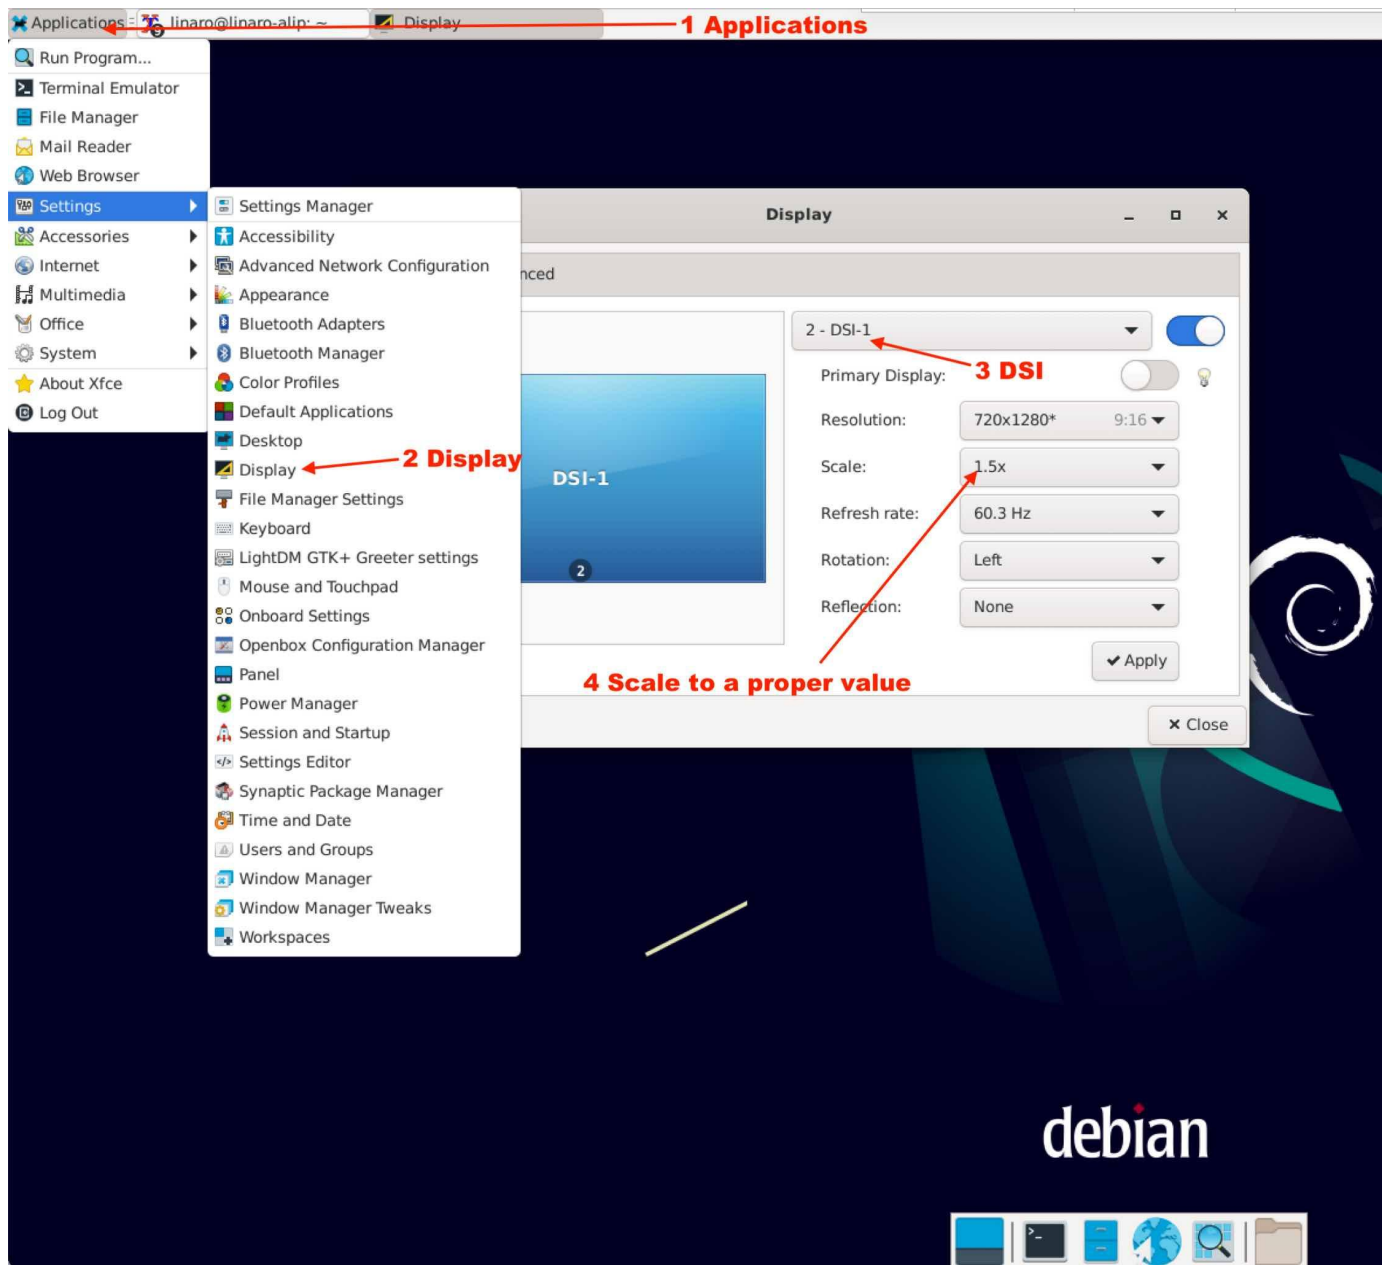 Applications
linaro@linaro-alip: ~
Display
1 Applications
Run Program...
Terminal Emulator
File Manager
Mail Reader
Web Browser
Settings
Accessories
Internet
Multimedia
Office
System
About Xfce
Log Out
Settings Manager
Accessibility
Advanced Network Configuration
Appearance
Bluetooth Adapters
Bluetooth Manager
Color Profiles
Default Applications
Desktop
Display
2 Display
File Manager Settings
Keyboard
LightDM GTK+ Greeter settings
Mouse and Touchpad
Onboard Settings
Openbox Configuration Manager
Panel
Power Manager
Session and Startup
Settings Editor
Synaptic Package Manager
Time and Date
Users and Groups
Window Manager
Window Manager Tweaks
Workspaces
Display
nced
DSI-1
2
2 - DSI-1
3 DSI
Primary Display:
Resolution: 720x1280* 9:16
Scale: 1.5x
Refresh rate: 60.3 Hz
Rotation: Left
Reflection: None
Apply
4 Scale to a proper value
Close
debian